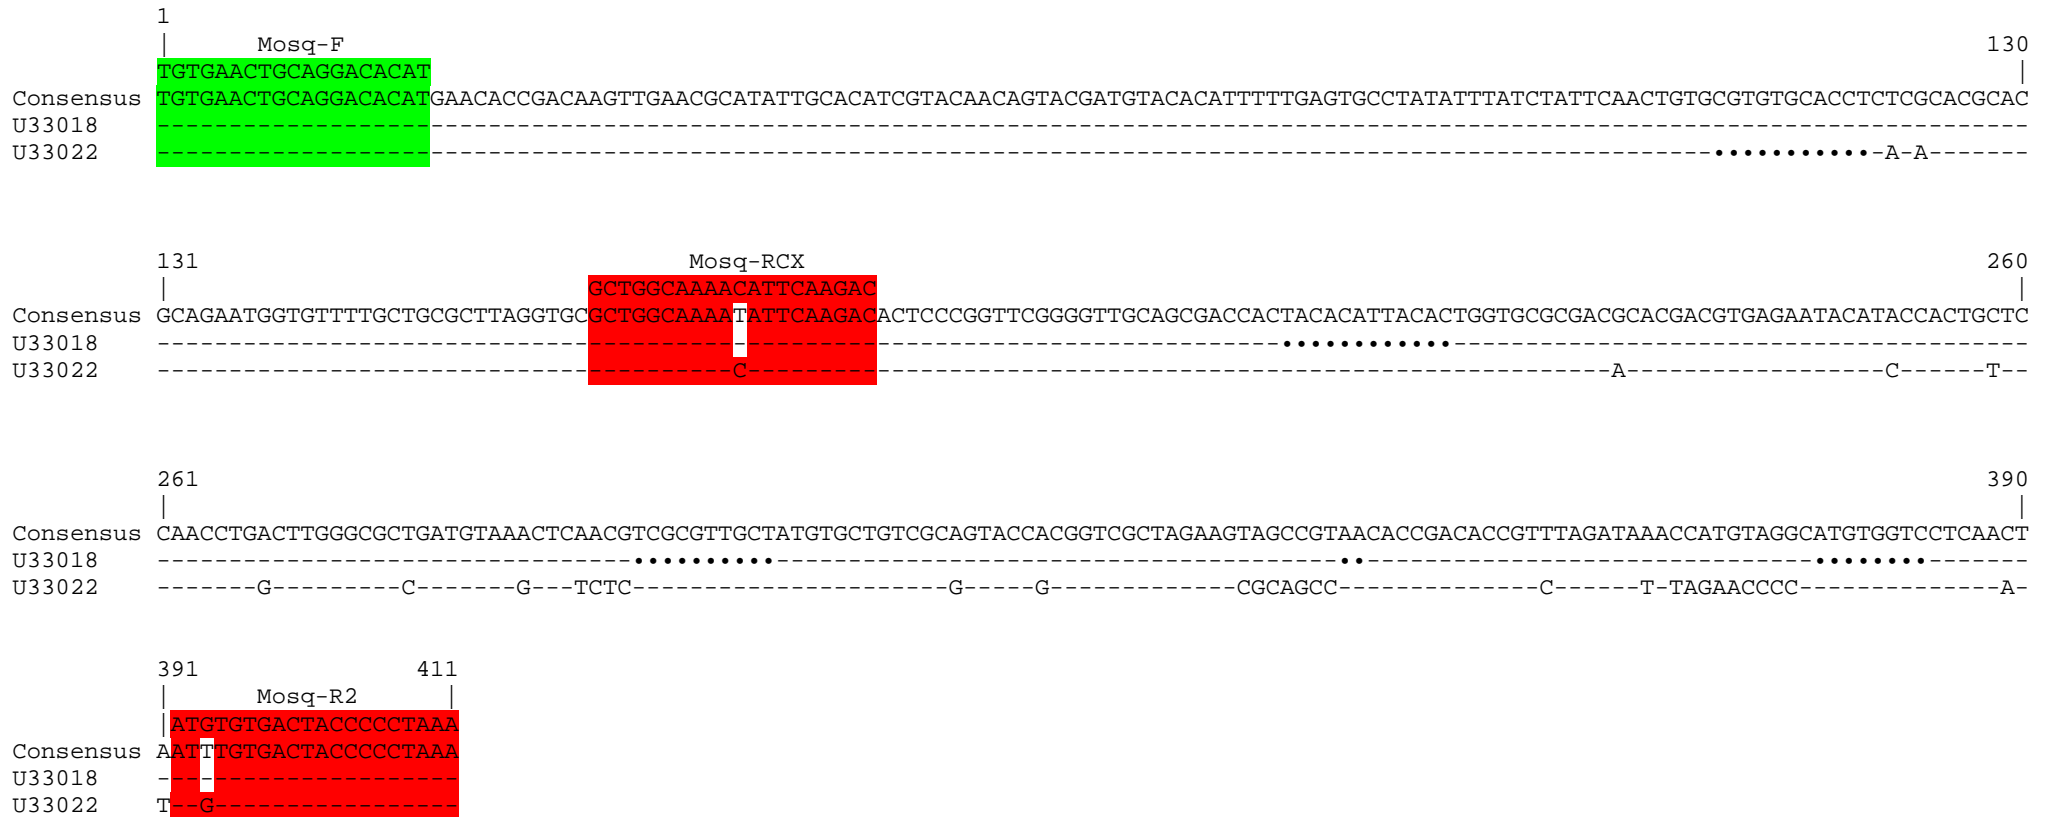 1
| Mosq-F 130
TGTGAACTGCAGGACACAT |
Consensus TGTGAACTGCAGGACACATGAACACCGACAAGTTGAACGCATATTGCACATCGTACAACAGTACGATGTACACATTTTTGAGTGCCTATATTTATCTATTCAACTGTGCGTGTGCACCTCTCGCACGCAC
U33018 ----------------------------------------------------------------------------------------------------------------------------------
U33022 ------------------------------------------------------------------------------------------------------------•••••••••••-A-A-------
131 Mosq-RCX 260
| GCTGGCAAAACATTCAAGAC |
Consensus GCAGAATGGTGTTTTGCTGCGCTTAGGTGCGCTGGCAAAATATTCAAGACACTCCCGGTTCGGGGTTGCAGCGACCACTACACATTACACTGGTGCGCGACGCACGACGTGAGAATACATACCACTGCTC
U33018 ------------------------------------------------------------------------------••••••••••••----------------------------------------
U33022 ----------------------------------------C------------------------------------------------------------A------------------C------T--
261 390
| |
Consensus CAACCTGACTTGGGCGCTGATGTAAACTCAACGTCGCGTTGCTATGTGCTGTCGCAGTACCACGGTCGCTAGAAGTAGCCGTAACACCGACACCGTTTAGATAAACCATGTAGGCATGTGGTCCTCAACT
U33018 ---------------------------------••••••••••---------------------------------------••-------------------------------••••••••-------
U33022 -------G---------C-------G---TCTC----------------------G-----G-------------CGCAGCC--------------C------T-TAGAACCCC--------------A-
391 411
| Mosq-R2 |
|ATGTGTGACTACCCCCTAAA
Consensus AATTTGTGACTACCCCCTAAA
U33018 ---------------------
U33022 T--G-----------------